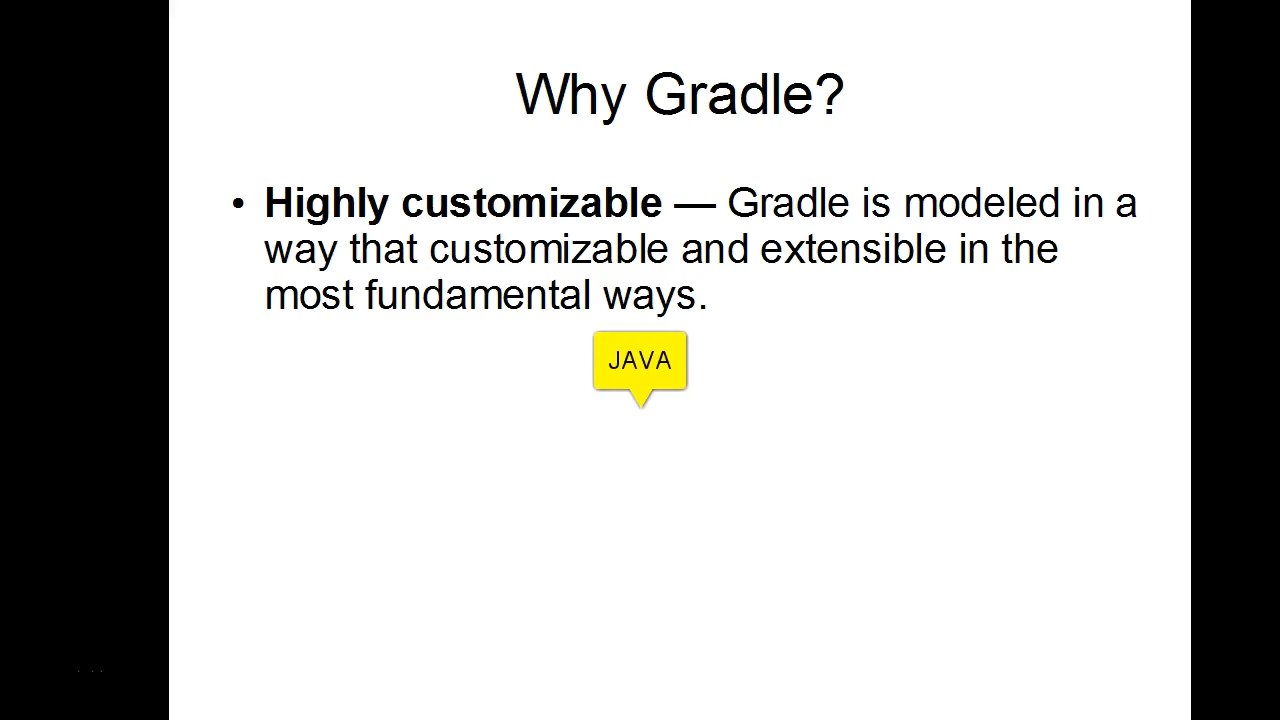 Why Gradle?
• Highly customizable — Gradle is modeled in a
way that customizable and extensible in the
most fundamental ways.
JAVA